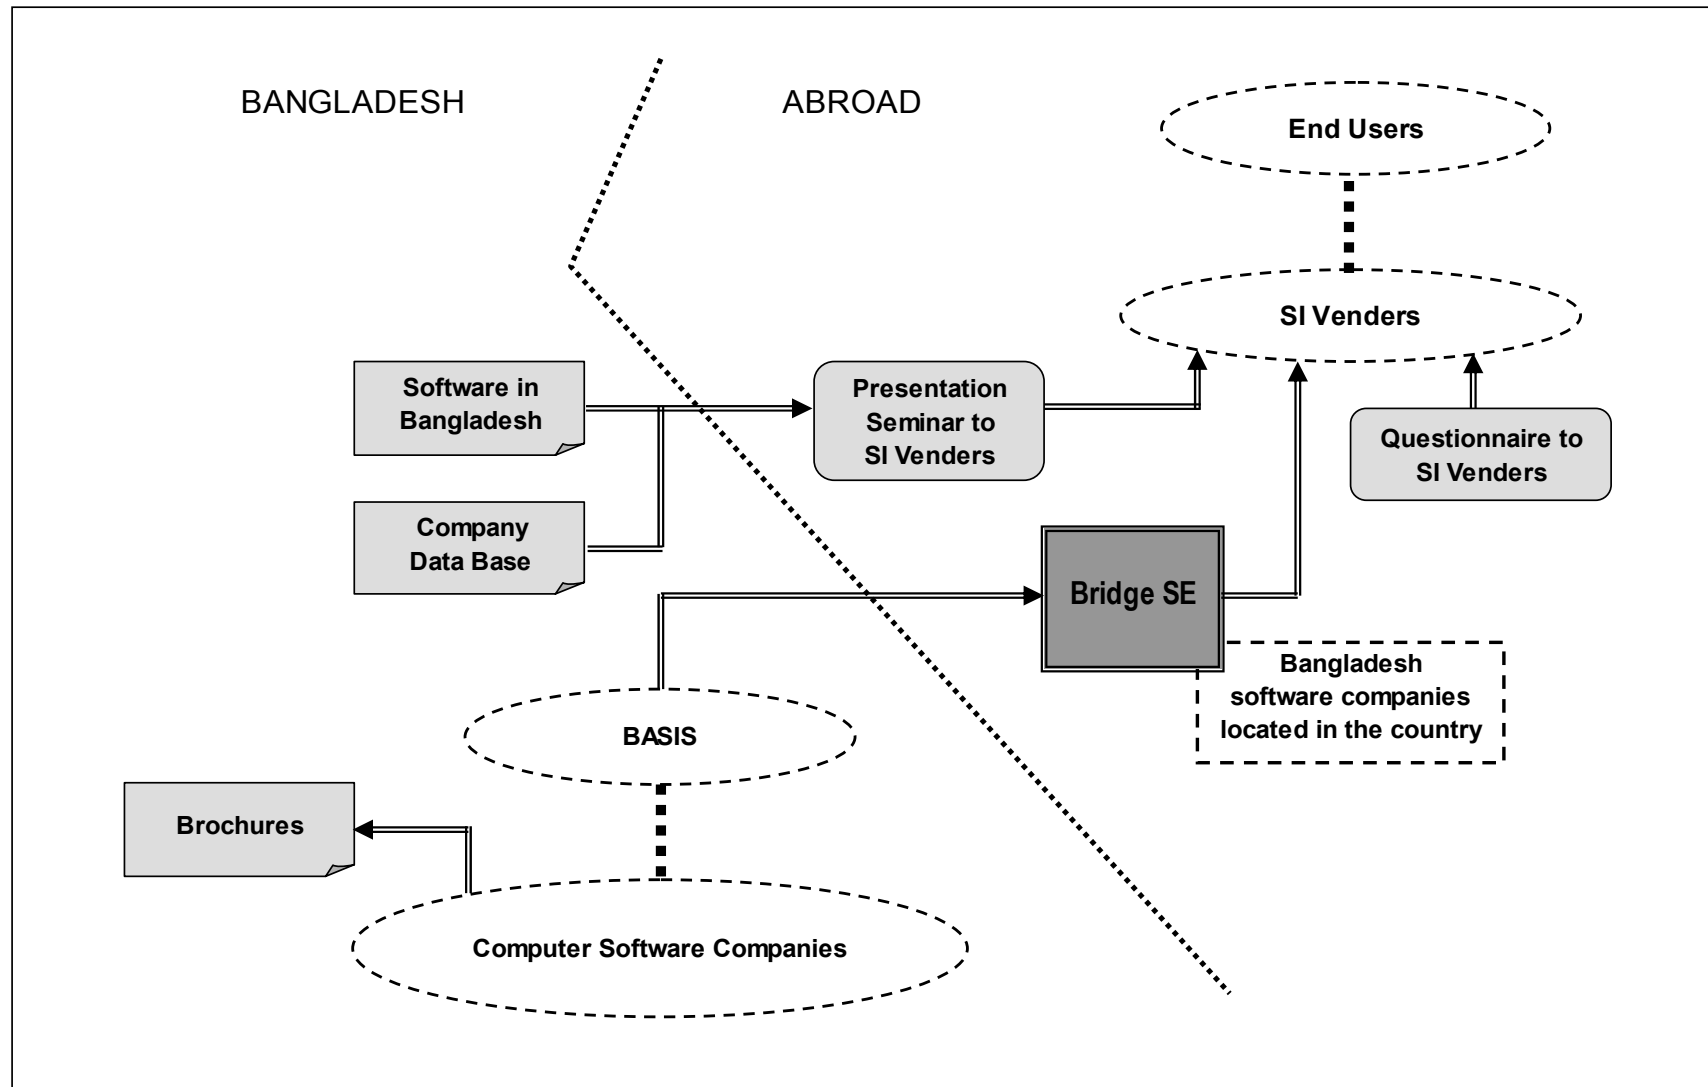 BANGLADESH
ABROAD
End Users
SI Venders
Software in
Bangladesh
Presentation
Seminar to
SI Venders
Questionnaire to
SI Venders
Company
Data Base
Bridge SE
Bangladesh
software companies
located in the country
BASIS
Brochures
Computer Software Companies